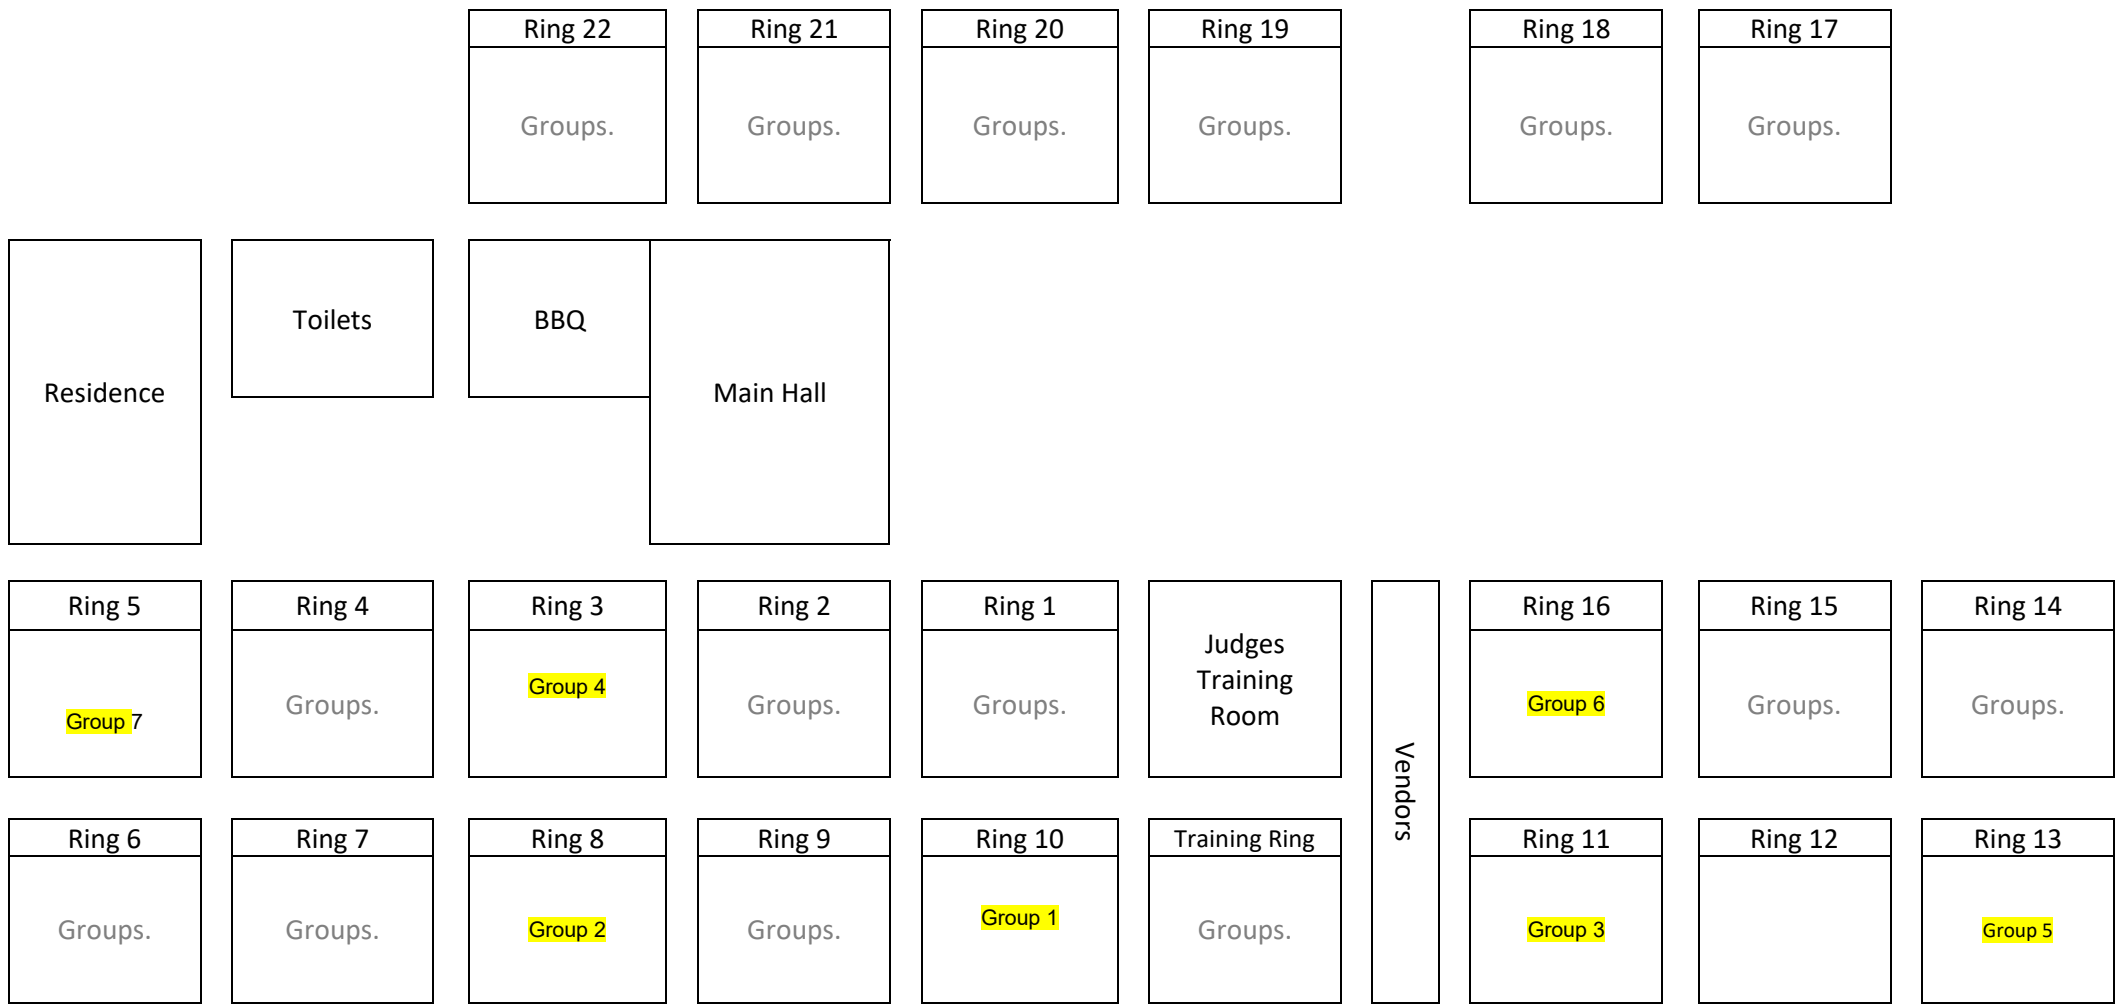 Ring 22
Ring 21
Ring 20
Ring 19
Ring 18
Ring 17
Groups.
Groups.
Groups.
Groups.
Groups.
Groups.
Residence
Toilets
BBQ
Main Hall
Ring 5
Ring 4
Ring 3
Ring 2
Ring 1
Judges
Training
Room
Vendors
Ring 16
Ring 15
Ring 14
Group 7
Groups.
Group 4
Groups.
Groups.
Group 6
Groups.
Groups.
Ring 6
Ring 7
Ring 8
Ring 9
Ring 10
Training Ring
Ring 11
Ring 12
Ring 13
Groups.
Groups.
Group 2
Groups.
Group 1
Groups.
Group 3
Group 5